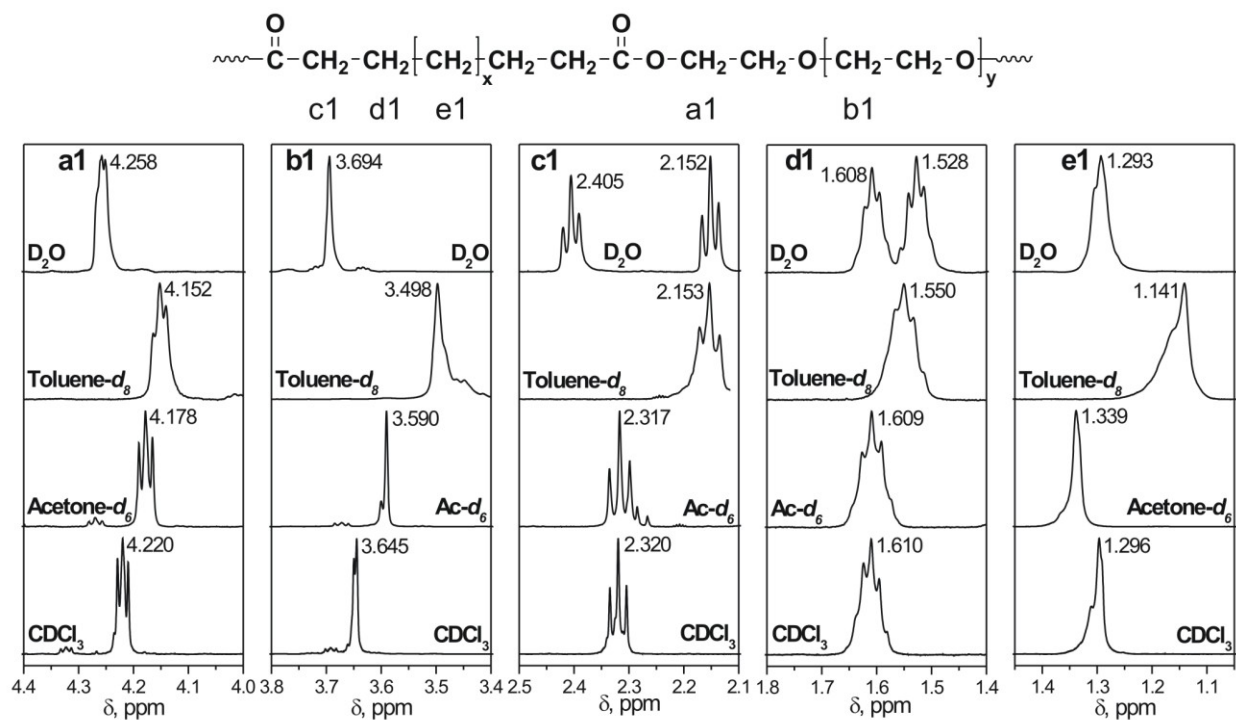 O O
C-CH₂-CH₂[CH₂]ₓCH₂-CH₂-C-O-CH₂-CH₂-O[CH₂-CH₂-O]y
c1 d1 e1 a1 b1
a1 4.258 b1 3.694 c1 2.405 2.152 d1 1.608 1.528 e1 1.293
D₂O D₂O D₂O D₂O D₂O
4.152 3.498 2.153 1.550 1.141
Toluene-d₈ Toluene-d₈ Toluene-d₈ Toluene-d₈
4.178 3.590 2.317 1.609 1.339
Acetone-d₆ Ac-d₆ Ac-d₆ Ac-d₆ Acetone-d₆
4.220 3.645 2.320 1.610 1.296
CDCl₃ CDCl₃ CDCl₃ CDCl₃ CDCl₃
4.4 4.3 4.2 4.1 4.0 3.8 3.7 3.6 3.5 3.4 2.5 2.4 2.3 2.2 2.1 1.8 1.7 1.6 1.5 1.4 1.4 1.3 1.2 1.1
δ, ppm δ, ppm δ, ppm δ, ppm δ, ppm